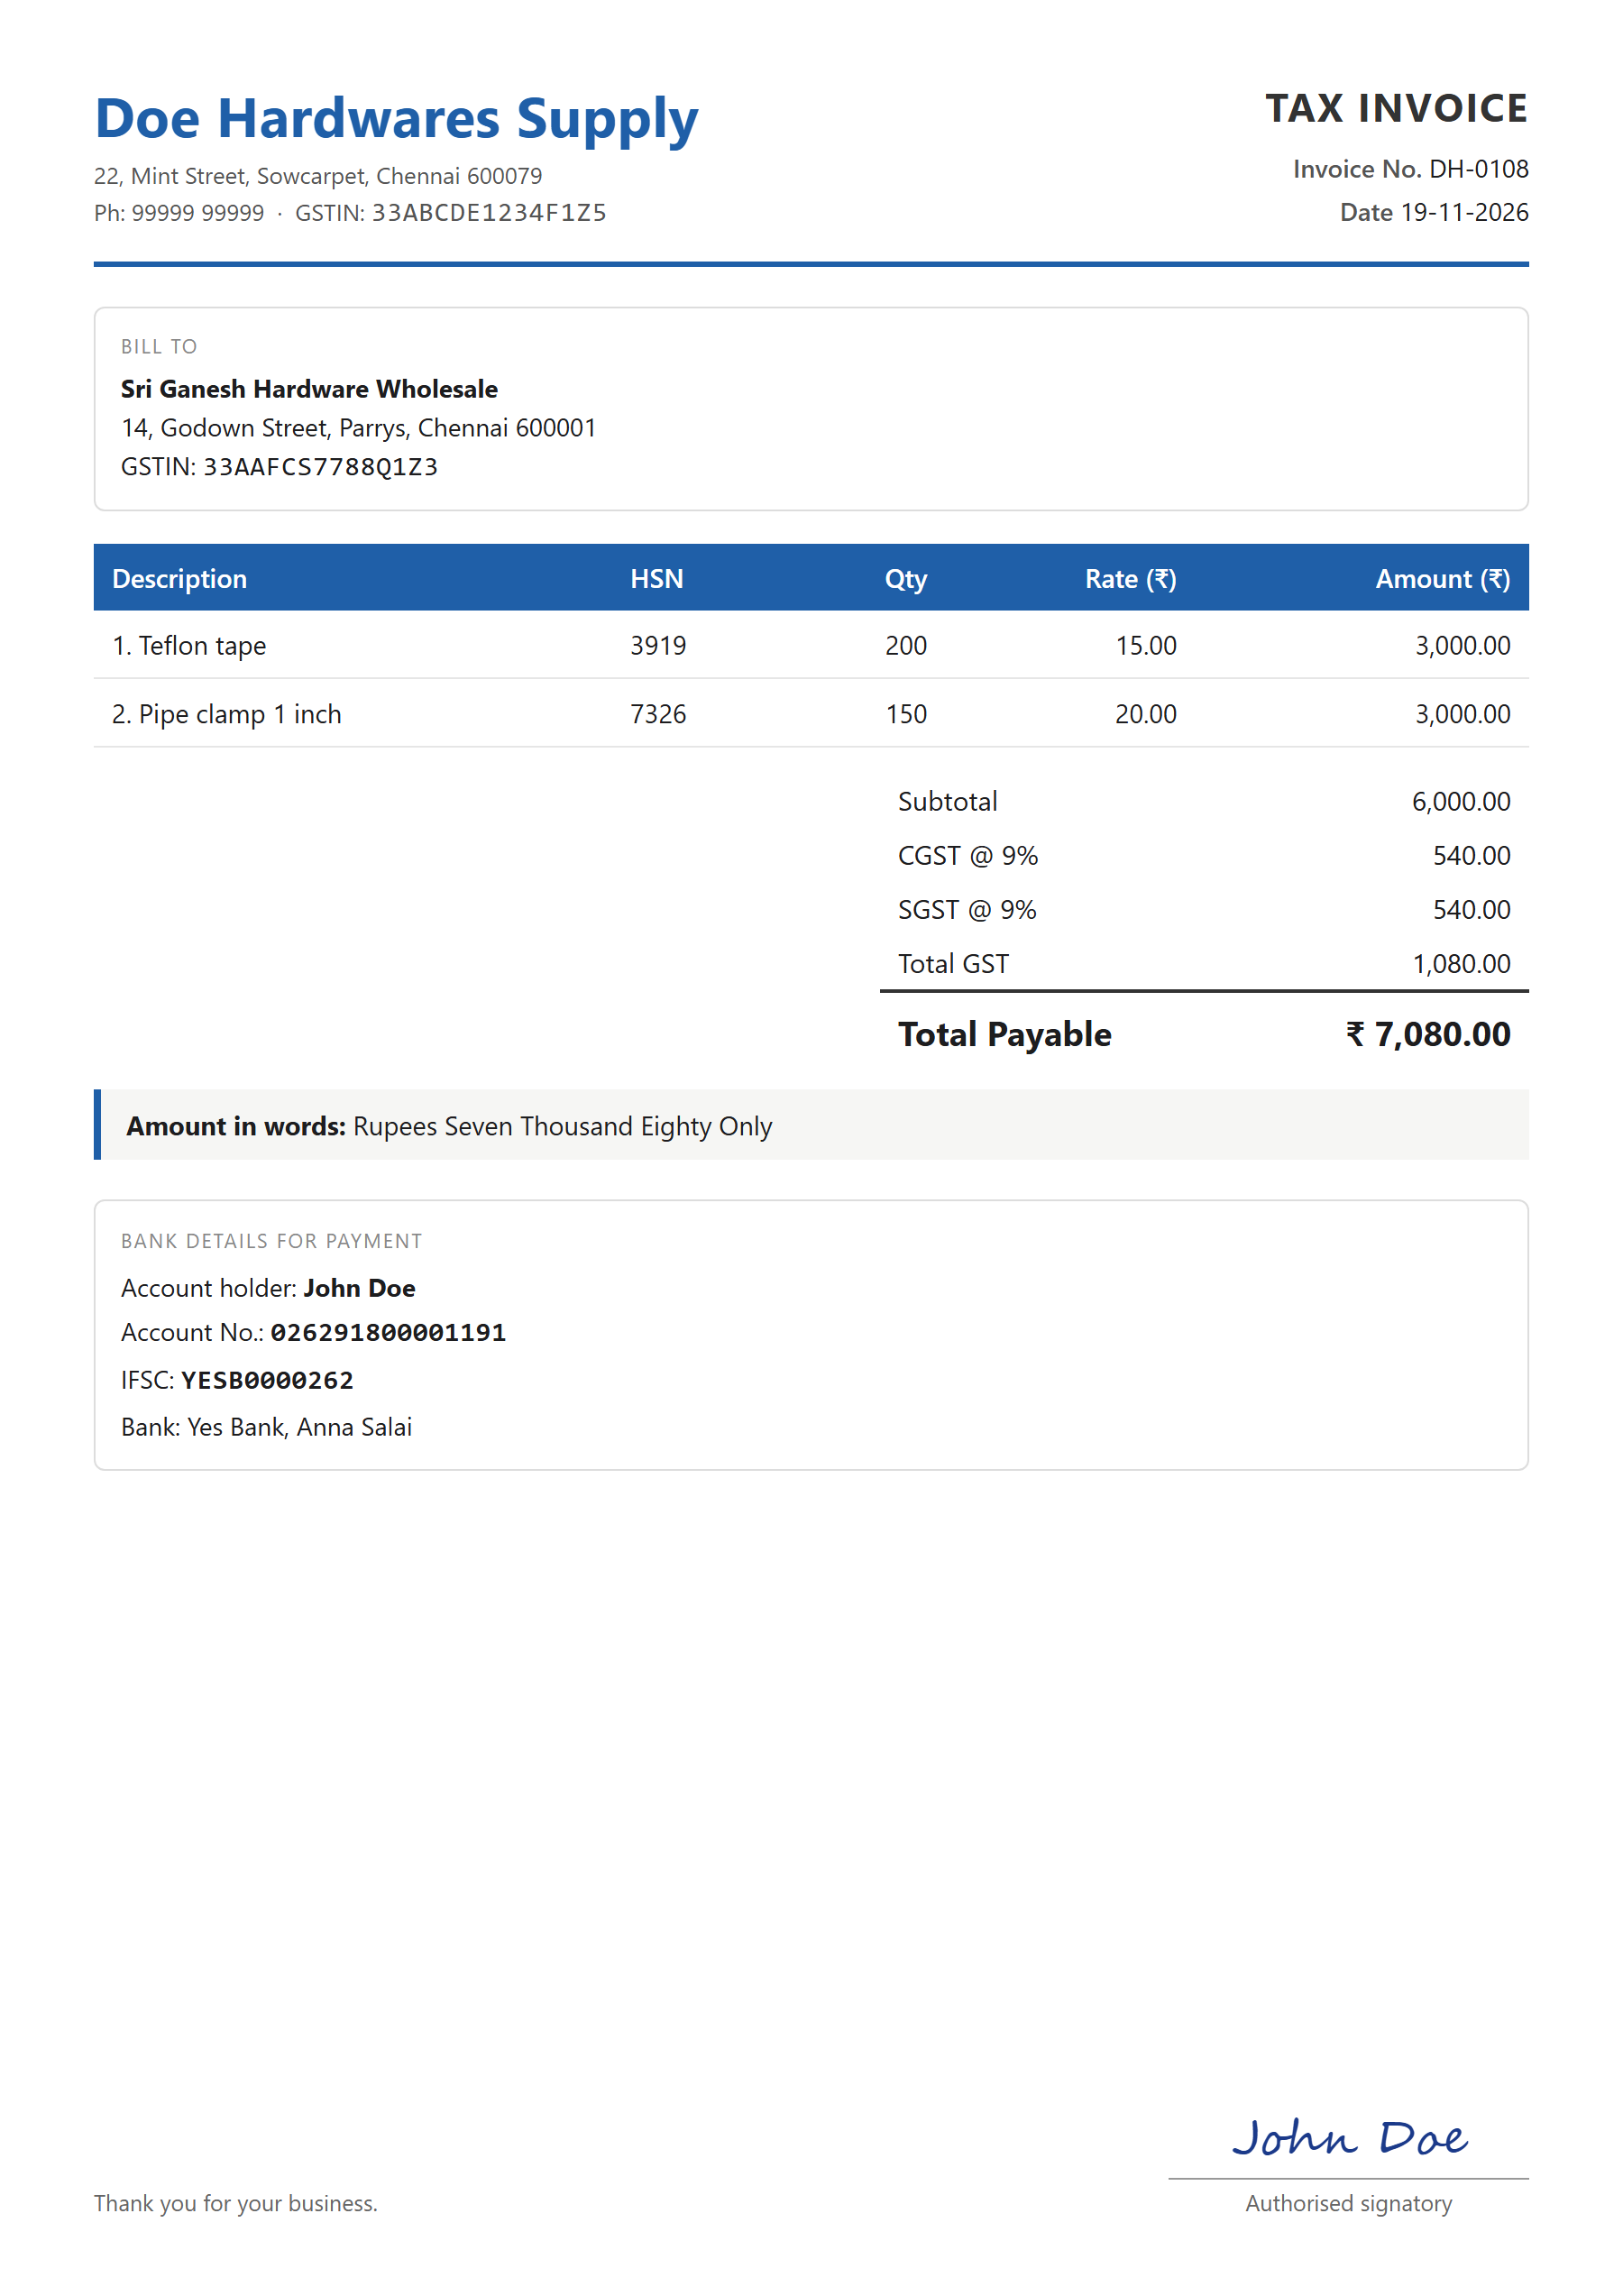 Doe Hardwares Supply
22, Mint Street, Sowcarpet, Chennai 600079
Ph: 99999 99999 · GSTIN: 33ABCDE1234F1Z5
TAX INVOICE
Invoice No. DH-0108
Date 19-11-2026
BILL TO
Sri Ganesh Hardware Wholesale
14, Godown Street, Parrys, Chennai 600001
GSTIN: 33AAFCS7788Q1Z3
Description HSN Qty Rate (₹) Amount (₹)
1. Teflon tape 3919 200 15.00 3,000.00
2. Pipe clamp 1 inch 7326 150 20.00 3,000.00
Subtotal 6,000.00
CGST @ 9% 540.00
SGST @ 9% 540.00
Total GST 1,080.00
Total Payable ₹ 7,080.00
Amount in words: Rupees Seven Thousand Eighty Only
BANK DETAILS FOR PAYMENT
Account holder: John Doe
Account No.: 026291800001191
IFSC: YESB0000262
Bank: Yes Bank, Anna Salai
John Doe
Thank you for your business.
Authorised signatory